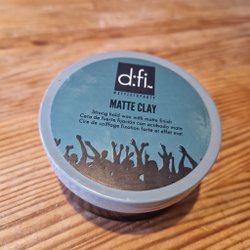 d:fi™
MATTE CLAY
Strong hold wax with matte finish
Cera de fuerte fijación con acabado mate
Cire de coiffage fixation forte et effet mat